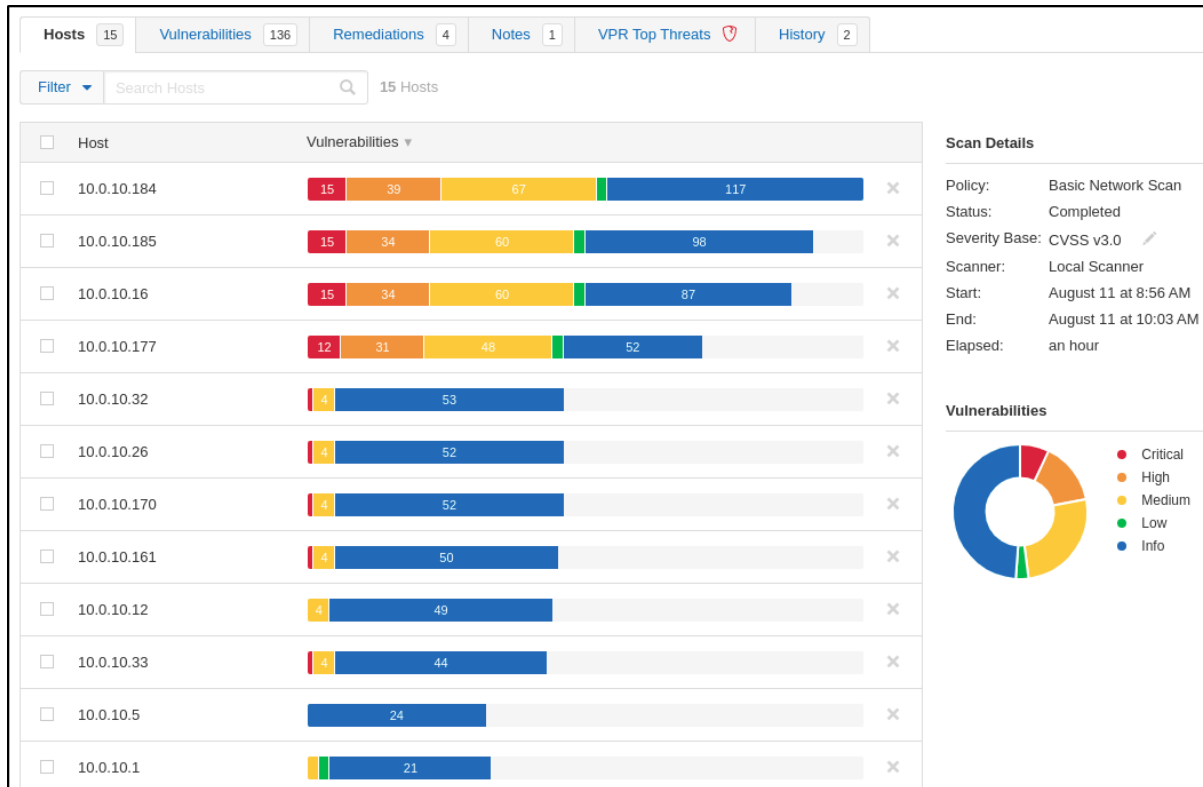 Hosts 15 Vulnerabilities 136 Remediations 4 Notes 1 VPR Top Threats History 2
Filter Search Hosts 15 Hosts
Host Vulnerabilities
10.0.10.184 15 39 67 117
10.0.10.185 15 34 60 98
10.0.10.16 15 34 60 87
10.0.10.177 12 31 48 52
10.0.10.32 4 53
10.0.10.26 4 52
10.0.10.170 4 52
10.0.10.161 4 50
10.0.10.12 4 49
10.0.10.33 4 44
10.0.10.5 24
10.0.10.1 21
Scan Details
Policy: Basic Network Scan
Status: Completed
Severity Base: CVSS v3.0
Scanner: Local Scanner
Start: August 11 at 8:56 AM
End: August 11 at 10:03 AM
Elapsed: an hour
Vulnerabilities
Critical
High
Medium
Low
Info